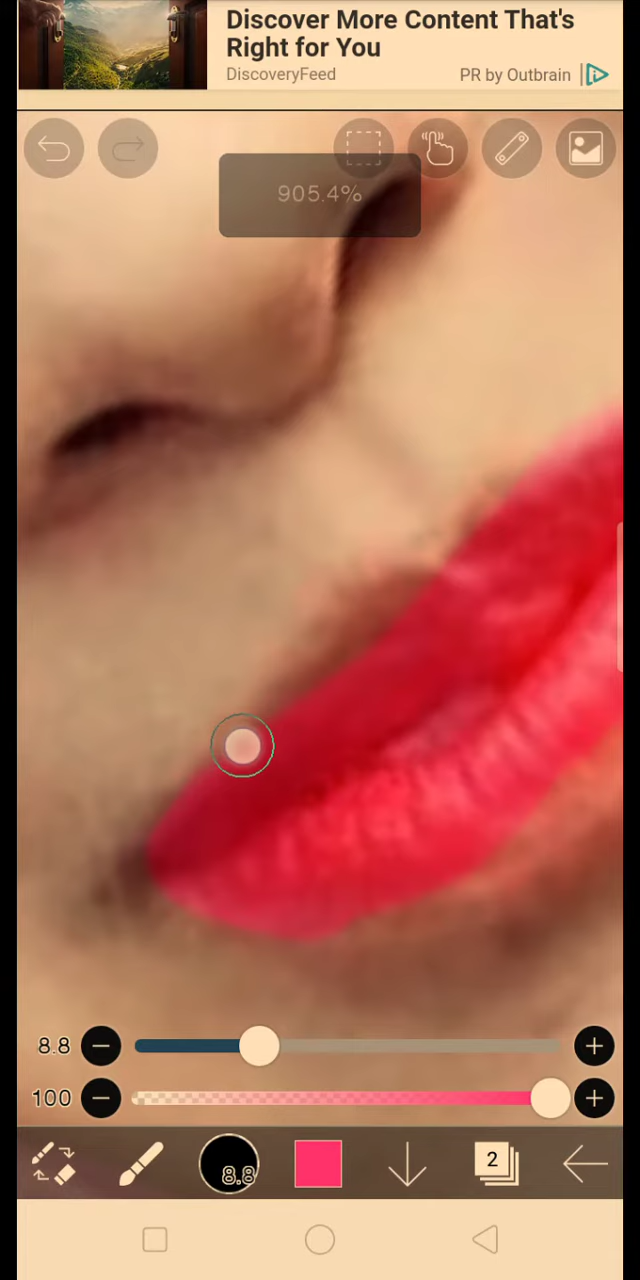 Discover More Content That's
Right for You
DiscoveryFeed
PR by Outbrain
905.4%
8.8
100
8.8
2